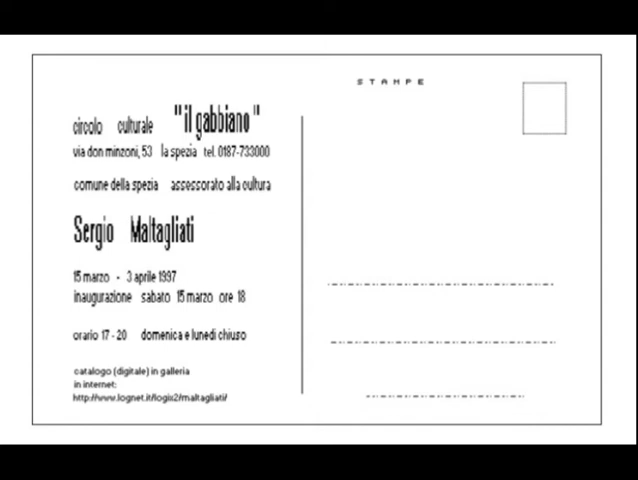 STAMPE
circolo culturale "il gabbiano"
via don minzoni, 53 la spezia tel. 0187-733000
comune della spezia assessorato alla cultura
Sergio Maltagliati
15 marzo - 3 aprile 1997
inaugurazione sabato 15 marzo ore 18
orario 17 - 20 domenica e lunedì chiuso
catalogo (digitale) in galleria
in internet:
http://www.lognet.it/logis2/maltagliati/